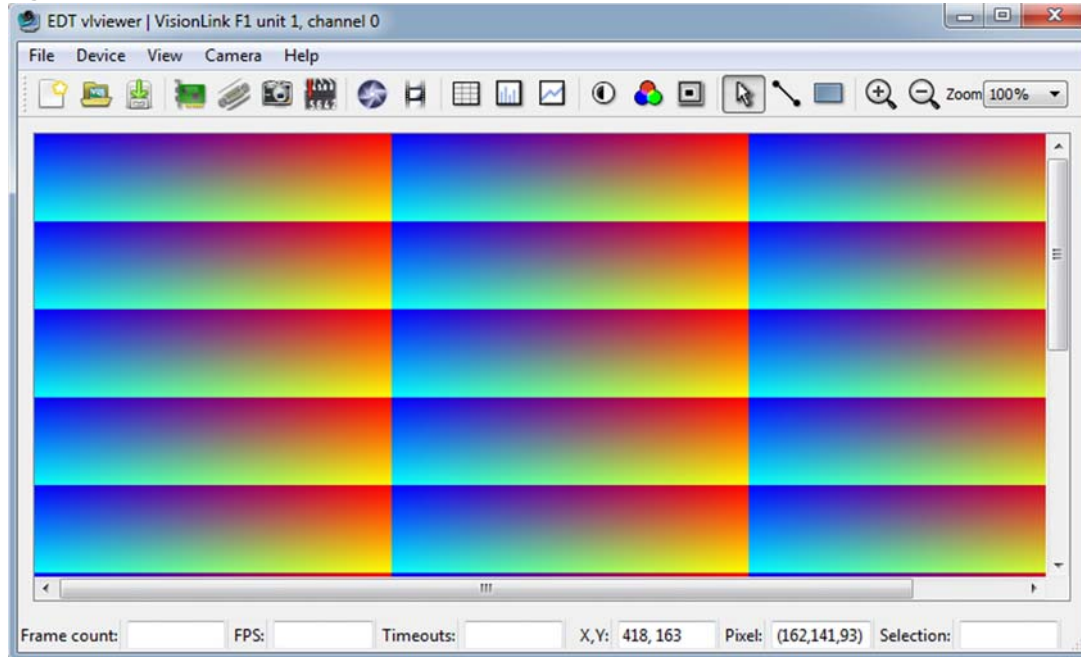 EDT vlviewer | VisionLink F1 unit 1, channel 0
File Device View Camera Help
Zoom 100%
Frame count: FPS: Timeouts: X,Y: 418, 163 Pixel: (162,141,93) Selection: